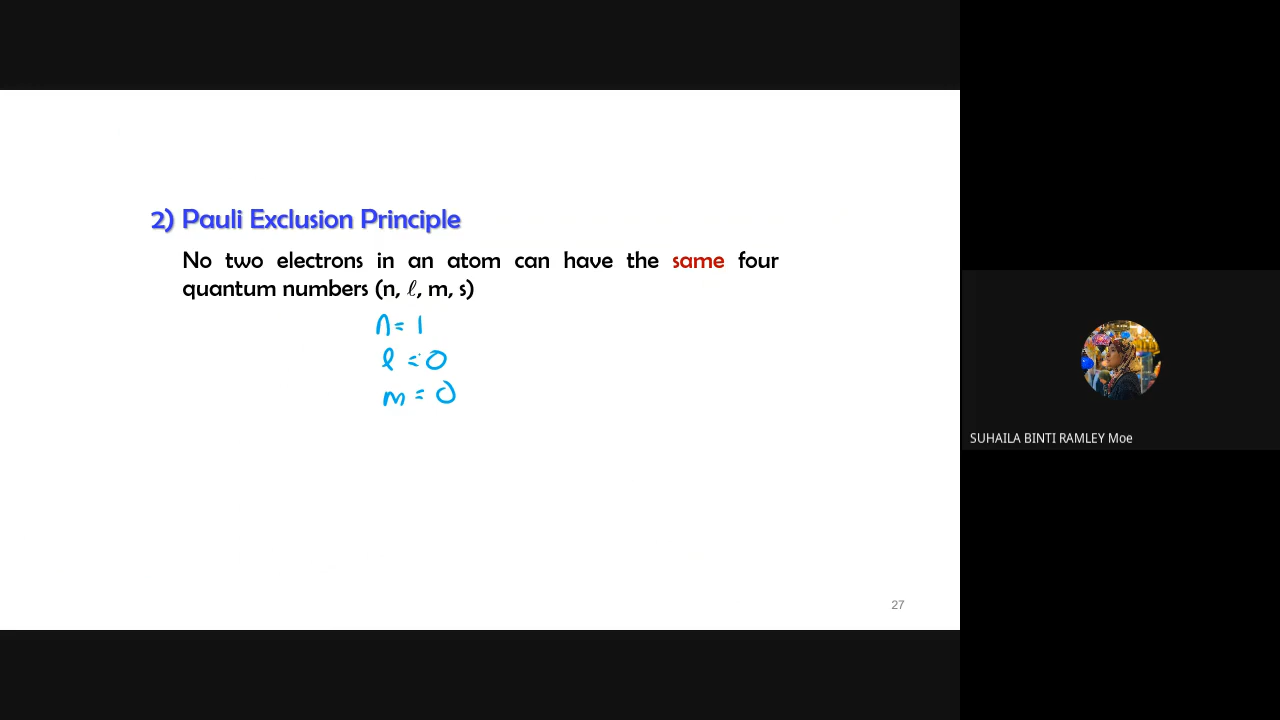 2) Pauli Exclusion Principle
No two electrons in an atom can have the same four
quantum numbers (n, ℓ, m, s)
n = 1
l = 0
m = 0
SUHAILA BINTI RAMLEY Moe
27